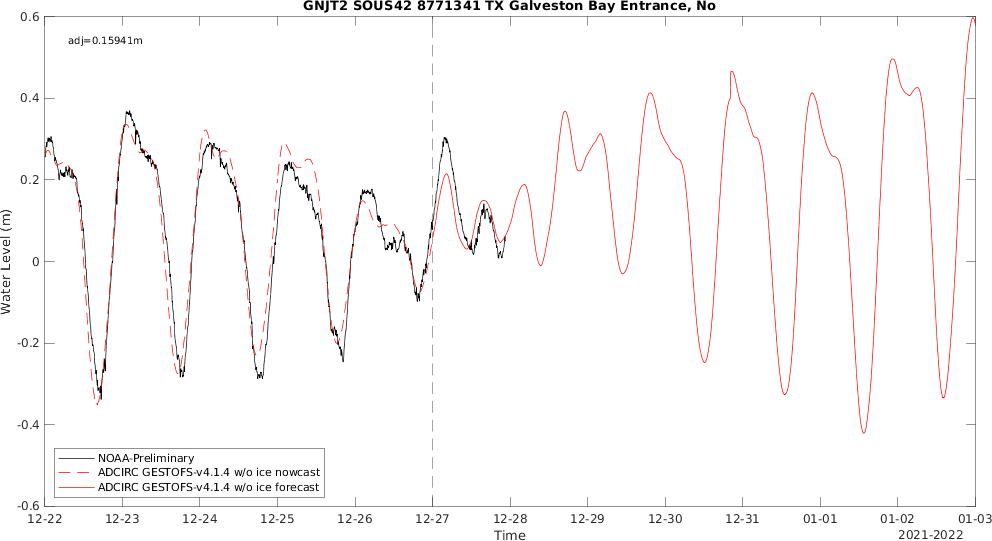 GNJT2 SOUS42 8771341 TX Galveston Bay Entrance, No
adj=0.15941m
0.6
0.4
0.2
0
-0.2
-0.4
-0.6
Water Level (m)
NOAA-Preliminary
ADCIRC GESTOFS-v4.1.4 w/o ice nowcast
ADCIRC GESTOFS-v4.1.4 w/o ice forecast
12-22 12-23 12-24 12-25 12-26 12-27 12-28 12-29 12-30 12-31 01-01 01-02 01-03
Time
2021-2022